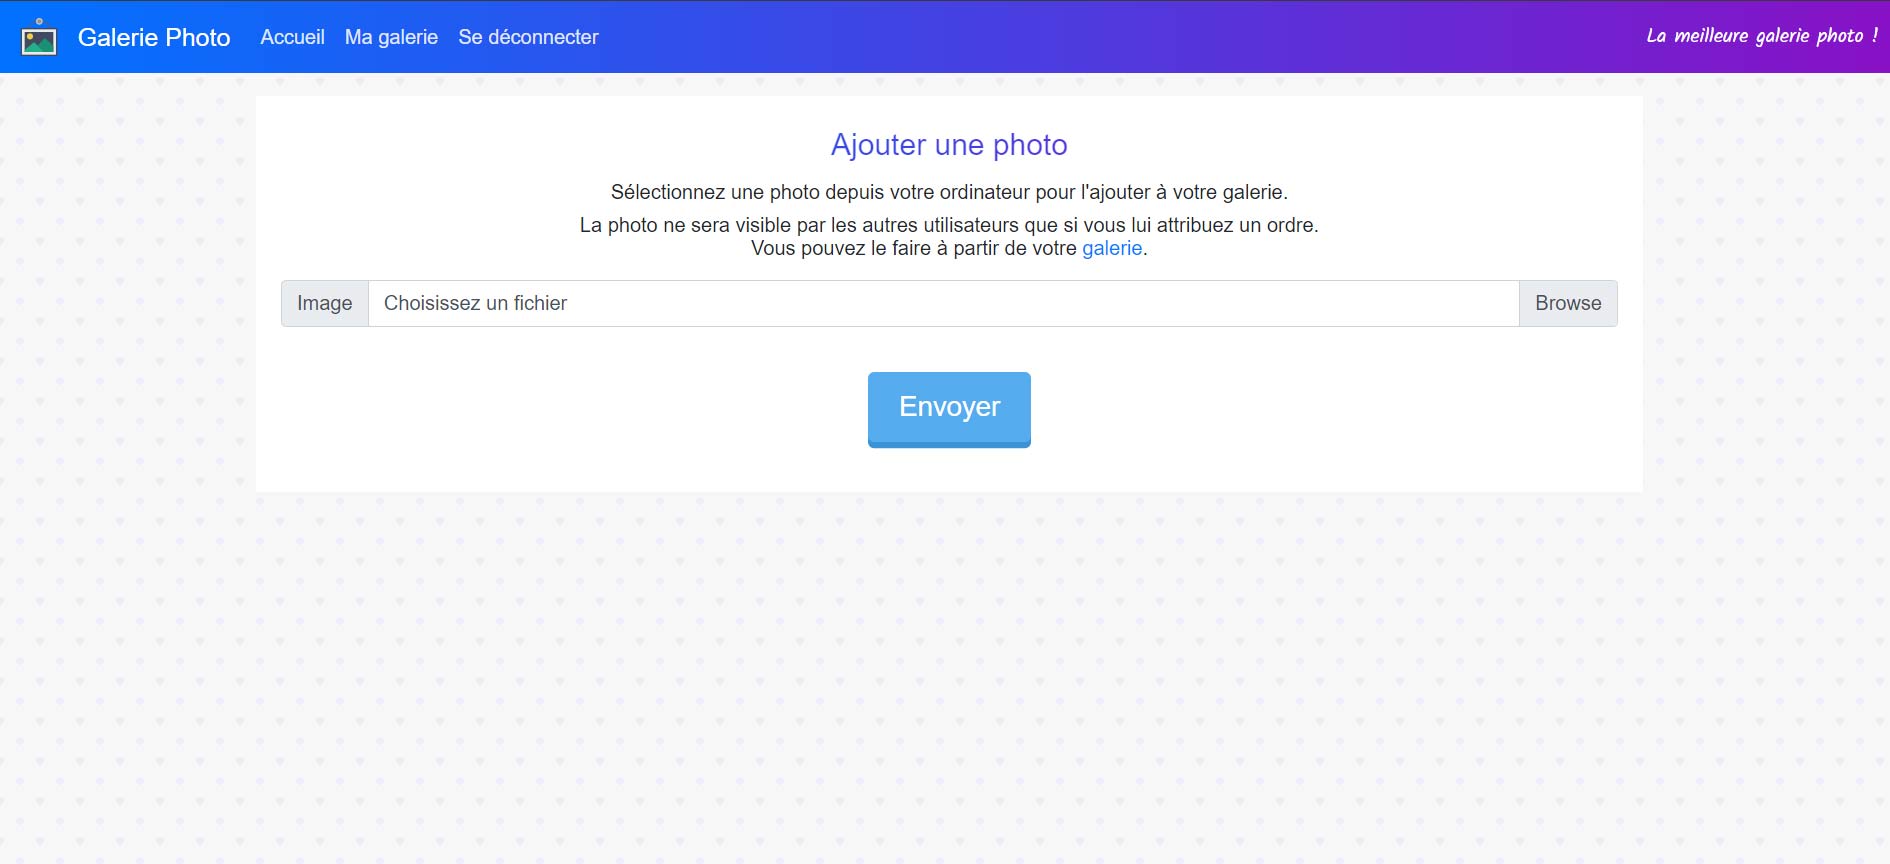 Galerie Photo Accueil Ma galerie Se déconnecter La meilleure galerie photo !
Ajouter une photo
Sélectionnez une photo depuis votre ordinateur pour l'ajouter à votre galerie.
La photo ne sera visible par les autres utilisateurs que si vous lui attribuez un ordre.
Vous pouvez le faire à partir de votre galerie.
Image Choisissez un fichier Browse
Envoyer